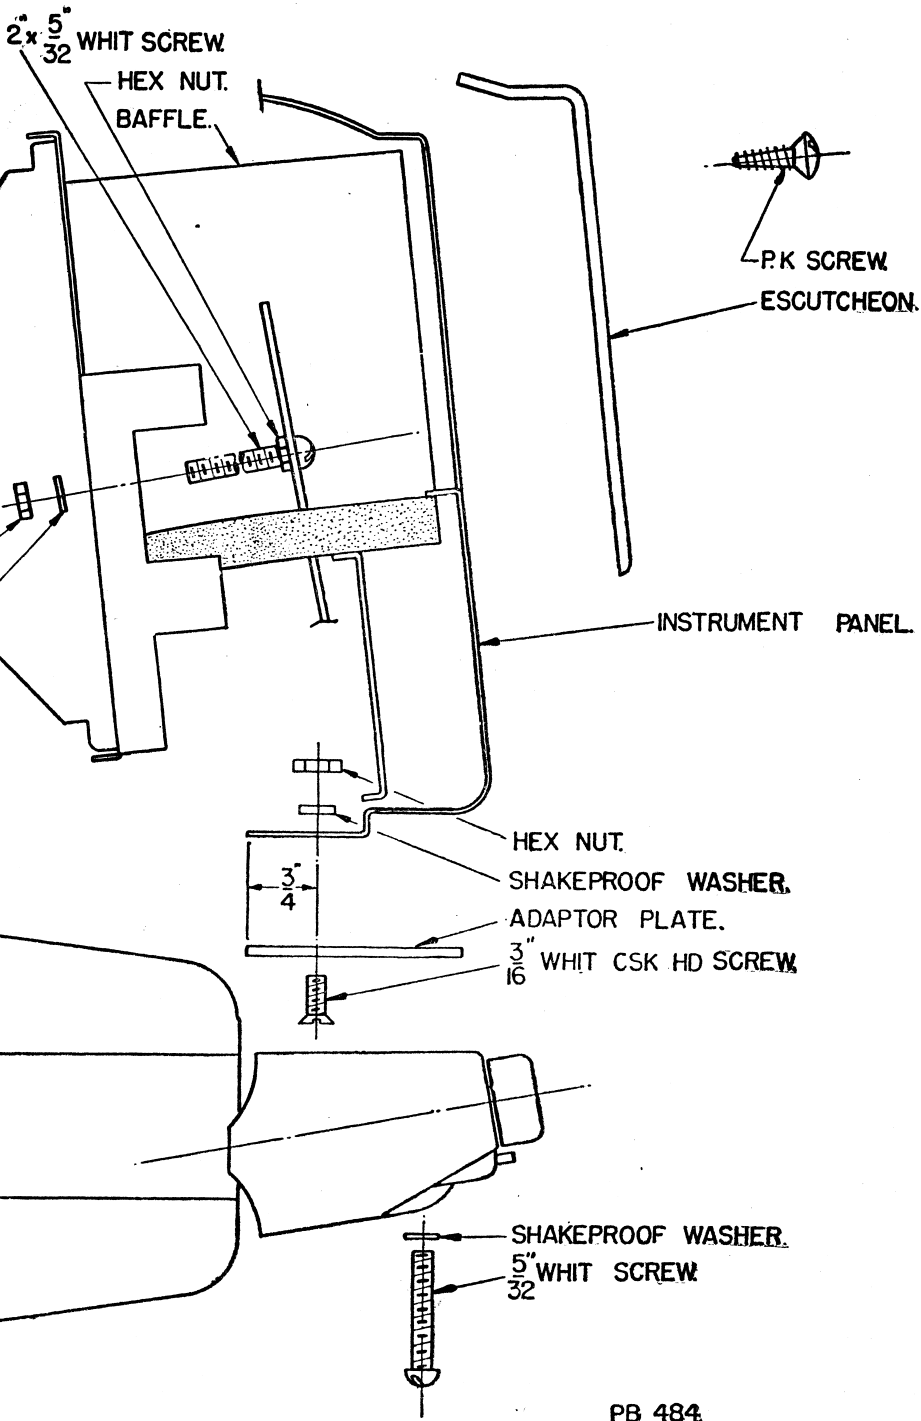 2" x 5/32" WHIT SCREW.
HEX NUT.
BAFFLE.
P.K SCREW.
ESCUTCHEON.
INSTRUMENT PANEL.
HEX NUT.
SHAKEPROOF WASHER.
3/4"
ADAPTOR PLATE.
3/16" WHIT CSK HD SCREW.
SHAKEPROOF WASHER.
5/32" WHIT SCREW.
PB 484.